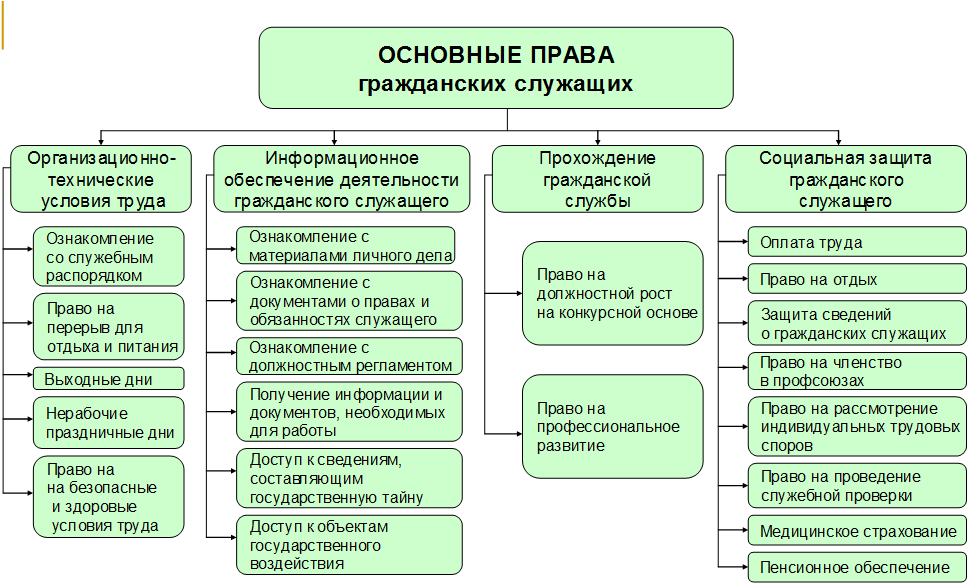 ОСНОВНЫЕ ПРАВА
гражданских служащих
Организационно-
технические
условия труда
Ознакомление
со служебным
распорядком
Право на
перерыв для
отдыха и питания
Выходные дни
Нерабочие
праздничные дни
Право на
на безопасные
и здоровые
условия труда
Информационное
обеспечение деятельности
гражданского служащего
Ознакомление с
материалами личного дела
Ознакомление с
документами о правах и
обязанностях служащего
Ознакомление с
должностным регламентом
Получение информации и
документов, необходимых
для работы
Доступ к сведениям,
составляющим
государственную тайну
Доступ к объектам
государственного
воздействия
Прохождение
гражданской
службы
Право на
должностной рост
на конкурсной основе
Право на
профессиональное
развитие
Социальная защита
гражданского
служащего
Оплата труда
Право на отдых
Защита сведений
о гражданских служащих
Право на членство
в профсоюзах
Право на рассмотрение
индивидуальных трудовых
споров
Право на проведение
служебной проверки
Медицинское страхование
Пенсионное обеспечение